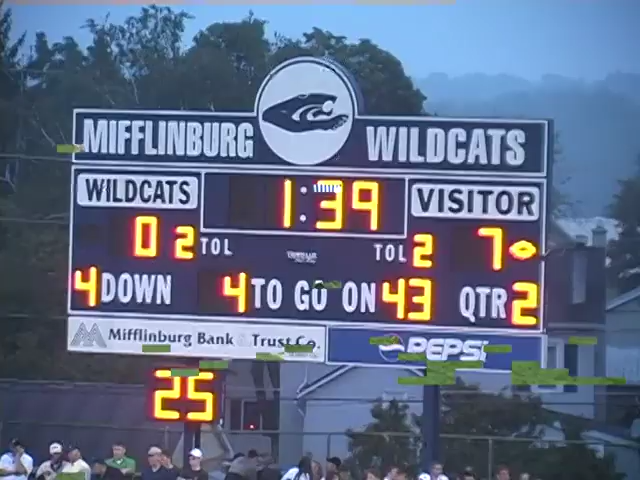 MIFFLINBURG WILDCATS
WILDCATS 1:39 VISITOR
0 2 TOL TOL 2 7
4 DOWN 4 TO GO ON 43 QTR 2
Mifflinburg Bank & Trust Co. PEPSI
25